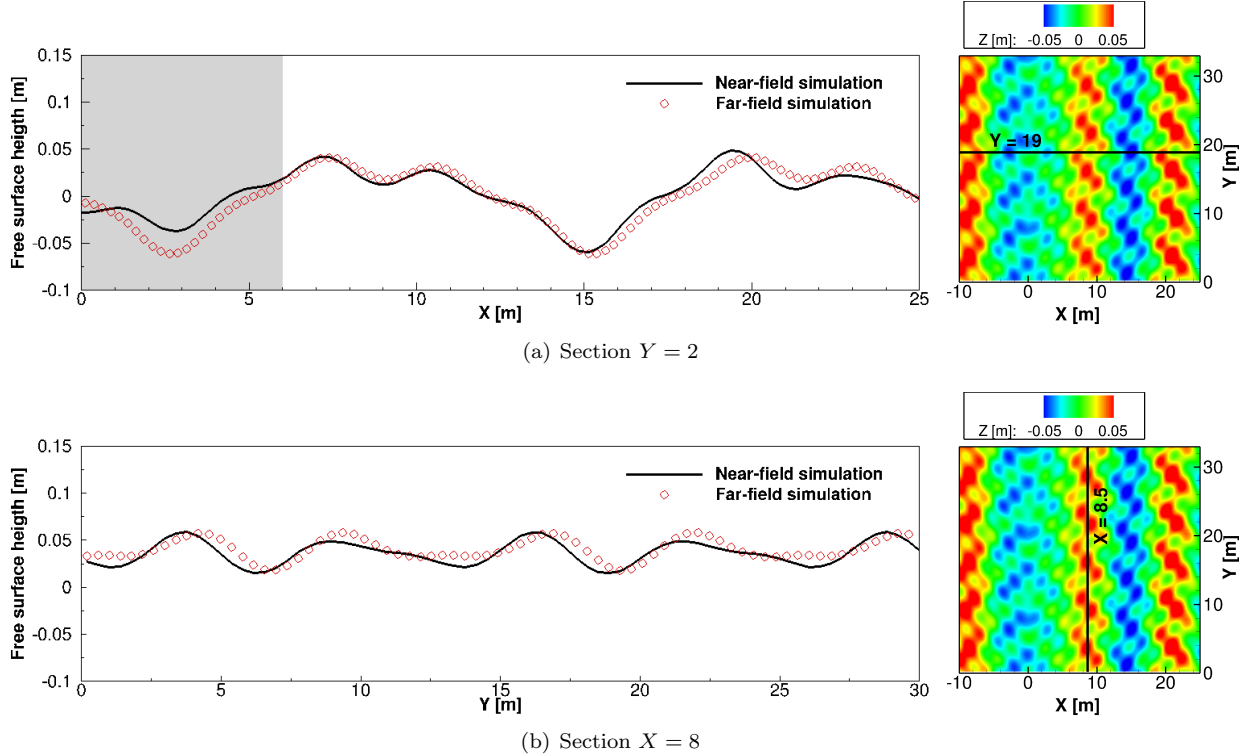 Free surface heigth [m]
0.15
0.1
0.05
0
-0.05
-0.1
Near-field simulation
Far-field simulation
0 5 10 15 20 25
X [m]
Z [m]: -0.05 0 0.05
Y = 19
30
20
10
0
Y [m]
-10 0 10 20
X [m]
(a) Section Y = 2
Free surface heigth [m]
0.15
0.1
0.05
0
-0.05
-0.1
Near-field simulation
Far-field simulation
0 5 10 15 20 25 30
Y [m]
Z [m]: -0.05 0 0.05
X = 8.5
30
20
10
0
Y [m]
-10 0 10 20
X [m]
(b) Section X = 8